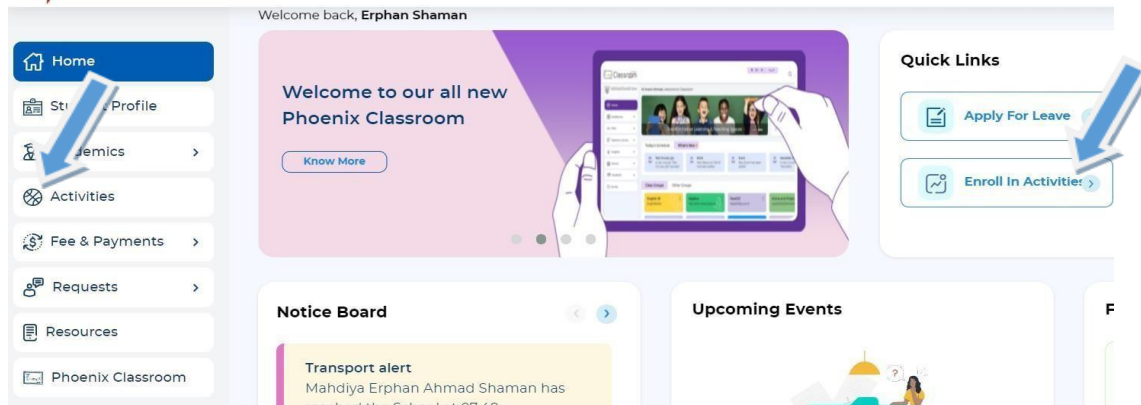 Welcome back, Erphan Shaman
Home
Profile
Activities
Fee & Payments
Requests
Resources
Phoenix Classroom
Welcome to our all new
Phoenix Classroom
Know More
Quick Links
Apply For Leave
Enroll In Activities
Notice Board
Transport alert
Mahdiya Erphan Ahmad Shaman has
Upcoming Events